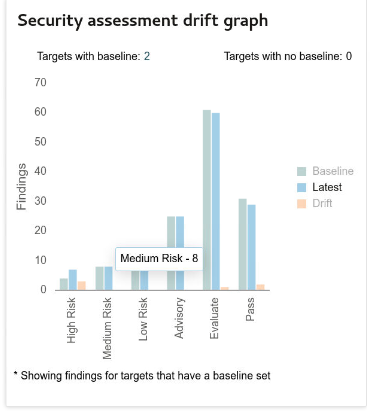 Security assessment drift graph
Targets with baseline: 2 Targets with no baseline: 0
70
60
50
40
30
20
10
0
Findings
Medium Risk - 8
High Risk
Medium Risk
Low Risk
Advisory
Evaluate
Pass
Baseline
Latest
Drift
* Showing findings for targets that have a baseline set